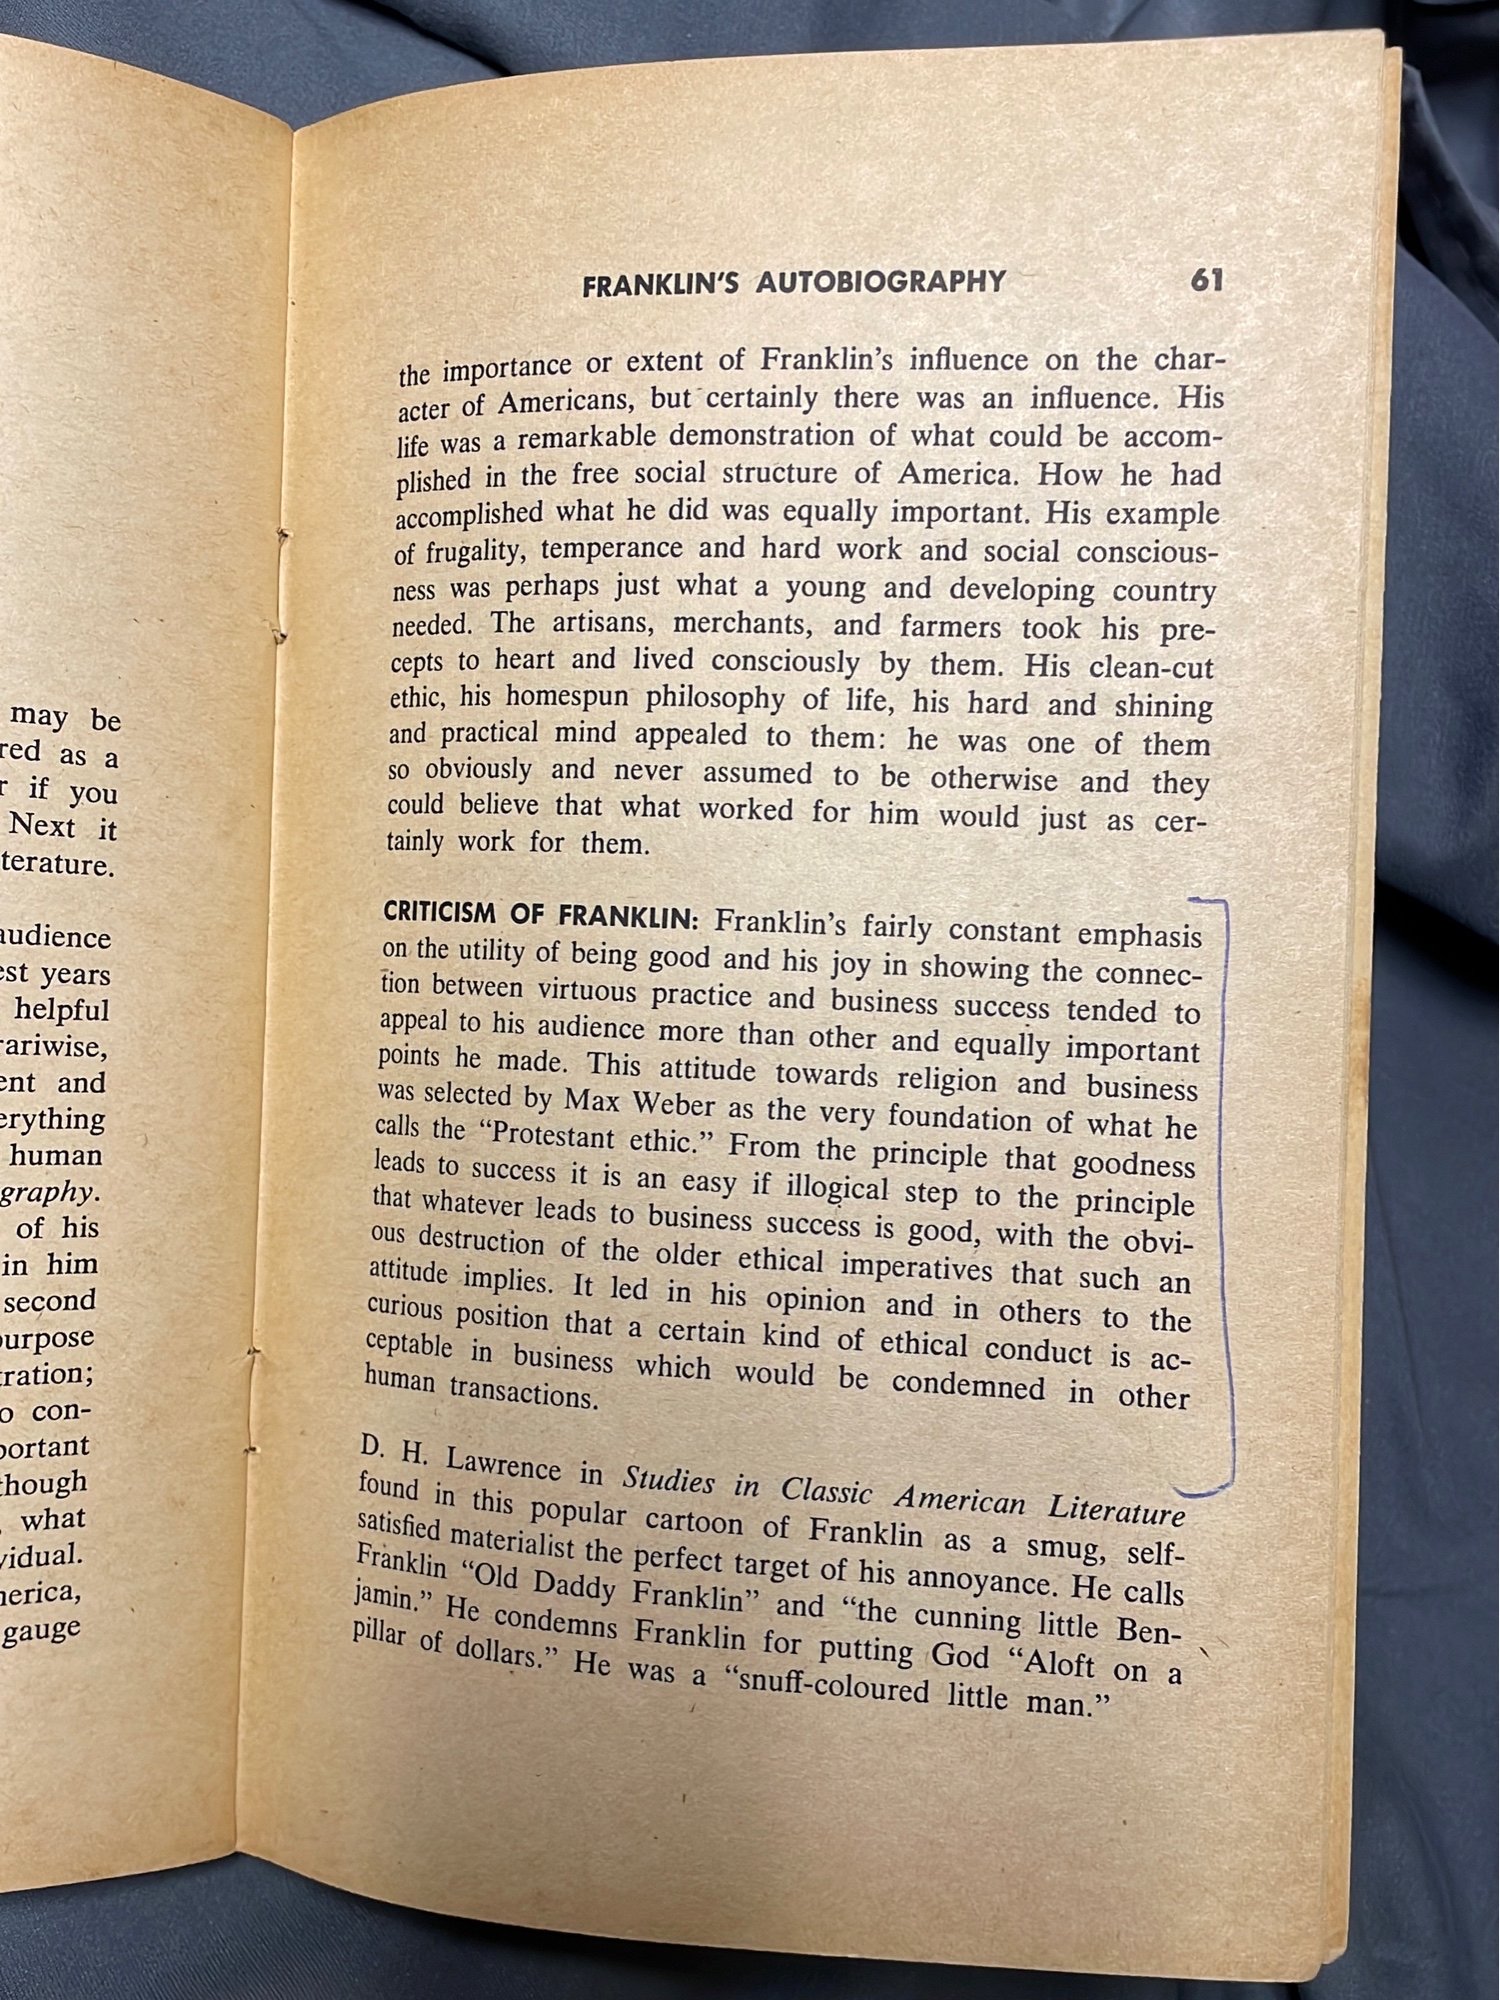 may be
red as a
r if you
Next it
terature.
audience
est years
helpful
rariwise,
ent and
erything
human
graphy.
of his
in him
second
purpose
ration;
o con-
portant
though
, what
vidual.
nerica,
gauge
FRANKLIN'S AUTOBIOGRAPHY 61
the importance or extent of Franklin's influence on the char-
acter of Americans, but certainly there was an influence. His
life was a remarkable demonstration of what could be accom-
plished in the free social structure of America. How he had
accomplished what he did was equally important. His example
of frugality, temperance and hard work and social conscious-
ness was perhaps just what a young and developing country
needed. The artisans, merchants, and farmers took his pre-
cepts to heart and lived consciously by them. His clean-cut
ethic, his homespun philosophy of life, his hard and shining
and practical mind appealed to them: he was one of them
so obviously and never assumed to be otherwise and they
could believe that what worked for him would just as cer-
tainly work for them.
CRITICISM OF FRANKLIN: Franklin's fairly constant emphasis
on the utility of being good and his joy in showing the connec-
tion between virtuous practice and business success tended to
appeal to his audience more than other and equally important
points he made. This attitude towards religion and business
was selected by Max Weber as the very foundation of what he
calls the "Protestant ethic." From the principle that goodness
leads to success it is an easy if illogical step to the principle
that whatever leads to business success is good, with the obvi-
ous destruction of the older ethical imperatives that such an
attitude implies. It led in his opinion and in others to the
curious position that a certain kind of ethical conduct is ac-
ceptable in business which would be condemned in other
human transactions.
D. H. Lawrence in Studies in Classic American Literature
found in this popular cartoon of Franklin as a smug, self-
satisfied materialist the perfect target of his annoyance. He calls
Franklin "Old Daddy Franklin" and "the cunning little Ben-
jamin." He condemns Franklin for putting God "Aloft on a
pillar of dollars." He was a "snuff-coloured little man."